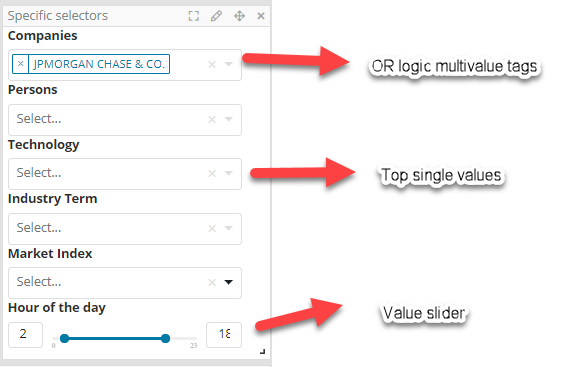 Specific selectors
Companies
× JPMORGAN CHASE & CO.
OR logic multivalue tags
Persons
Select...
Technology
Select...
Top single values
Industry Term
Select...
Market Index
Select...
Hour of the day
2
18
0
23
Value slider